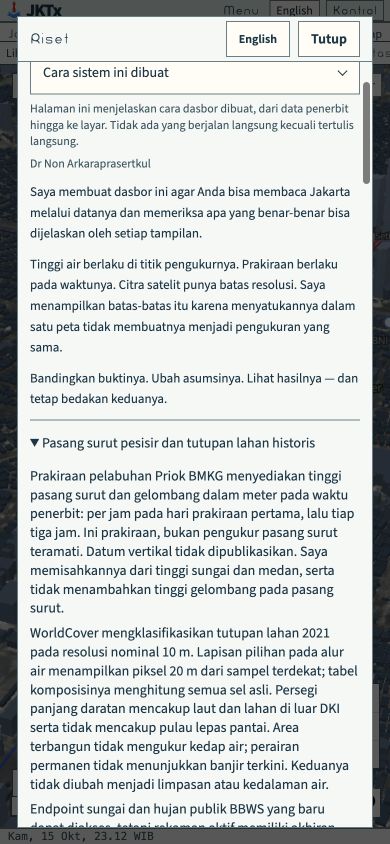 JKTx
Menu
English
Kontrol
Riset
English
Tutup
Cara sistem ini dibuat
Halaman ini menjelaskan cara dasbor dibuat, dari data penerbit
hingga ke layar. Tidak ada yang berjalan langsung kecuali tertulis
langsung.
Dr Non Arkaraprasertkul
Saya membuat dasbor ini agar Anda bisa membaca Jakarta
melalui datanya dan memeriksa apa yang benar-benar bisa
dijelaskan oleh setiap tampilan.
Tinggi air berlaku di titik pengukurnya. Prakiraan berlaku
pada waktunya. Citra satelit punya batas resolusi. Saya
menampilkan batas-batas itu karena menyatukannya dalam
satu peta tidak membuatnya menjadi pengukuran yang
sama.
Bandingkan buktinya. Ubah asumsinya. Lihat hasilnya — dan
tetap bedakan keduanya.
▼ Pasang surut pesisir dan tutupan lahan historis
Prakiraan pelabuhan Priok BMKG menyediakan tinggi
pasang surut dan gelombang dalam meter pada waktu
penerbit: per jam pada hari prakiraan pertama, lalu tiap
tiga jam. Ini prakiraan, bukan pengukur pasang surut
teramati. Datum vertikal tidak dipublikasikan. Saya
memisahkannya dari tinggi sungai dan medan, serta
tidak menambahkan tinggi gelombang pada pasang
surut.
WorldCover mengklasifikasikan tutupan lahan 2021
pada resolusi nominal 10 m. Lapisan pilihan pada alur
air menampilkan piksel 20 m dari sampel terdekat; tabel
komposisinya menghitung semua sel asli. Persegi
panjang daratan mencakup laut dan lahan di luar DKI
serta tidak mencakup pulau lepas pantai. Area
terbangun tidak mengukur kedap air; perairan
permanen tidak menunjukkan banjir terkini. Keduanya
tidak diubah menjadi limpasan atau kedalaman air.
Endpoint sungai dan hujan publik BBWS yang baru
Kam, 15 Okt, 23.12 WIB